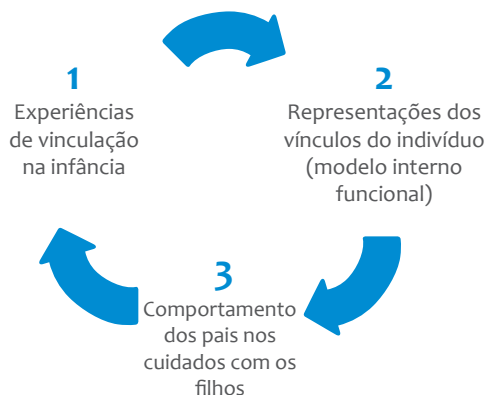 1
Experiências
de vinculação
na infância
2
Representações dos
vínculos do indivíduo
(modelo interno
funcional)
3
Comportamento
dos pais nos
cuidados com os
filhos